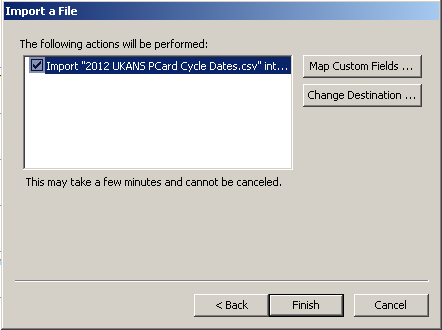 Import a File
The following actions will be performed:
Import "2012 UKANS PCard Cycle Dates.csv" int...
Map Custom Fields ...
Change Destination ...
This may take a few minutes and cannot be canceled.
< Back
Finish
Cancel